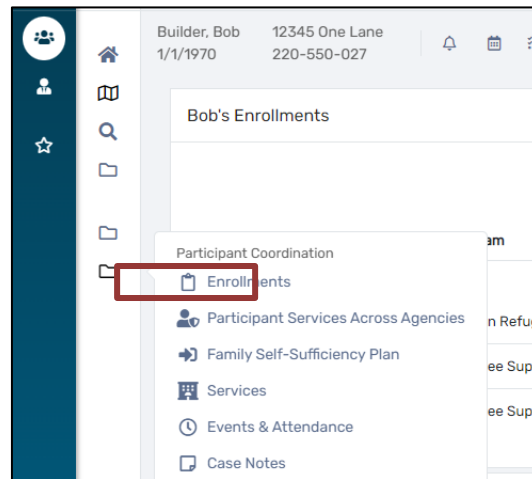 Builder, Bob 12345 One Lane
1/1/1970 220-550-027
Bob's Enrollments
am
Participant Coordination
Enrollments
Participant Services Across Agencies
n Refu
Family Self-Sufficiency Plan
ee Sup
Services
ee Sup
Events & Attendance
Case Notes